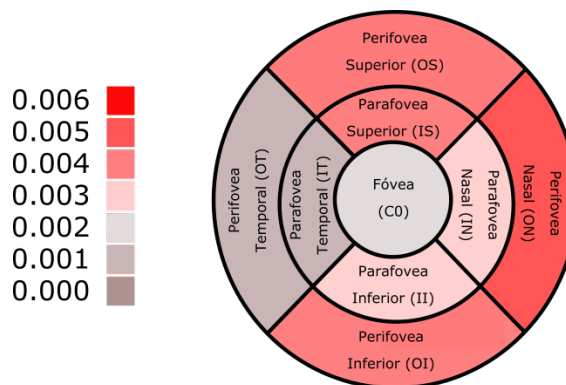 0.006
0.005
0.004
0.003
0.002
0.001
0.000
Perifovea
Superior (OS)
Parafovea
Superior (IS)
Perifovea
Temporal (OT)
Parafovea
Temporal (IT)
Fóvea
(C0)
Parafovea
Nasal (IN)
Perifovea
Nasal (ON)
Parafovea
Inferior (II)
Perifovea
Inferior (OI)